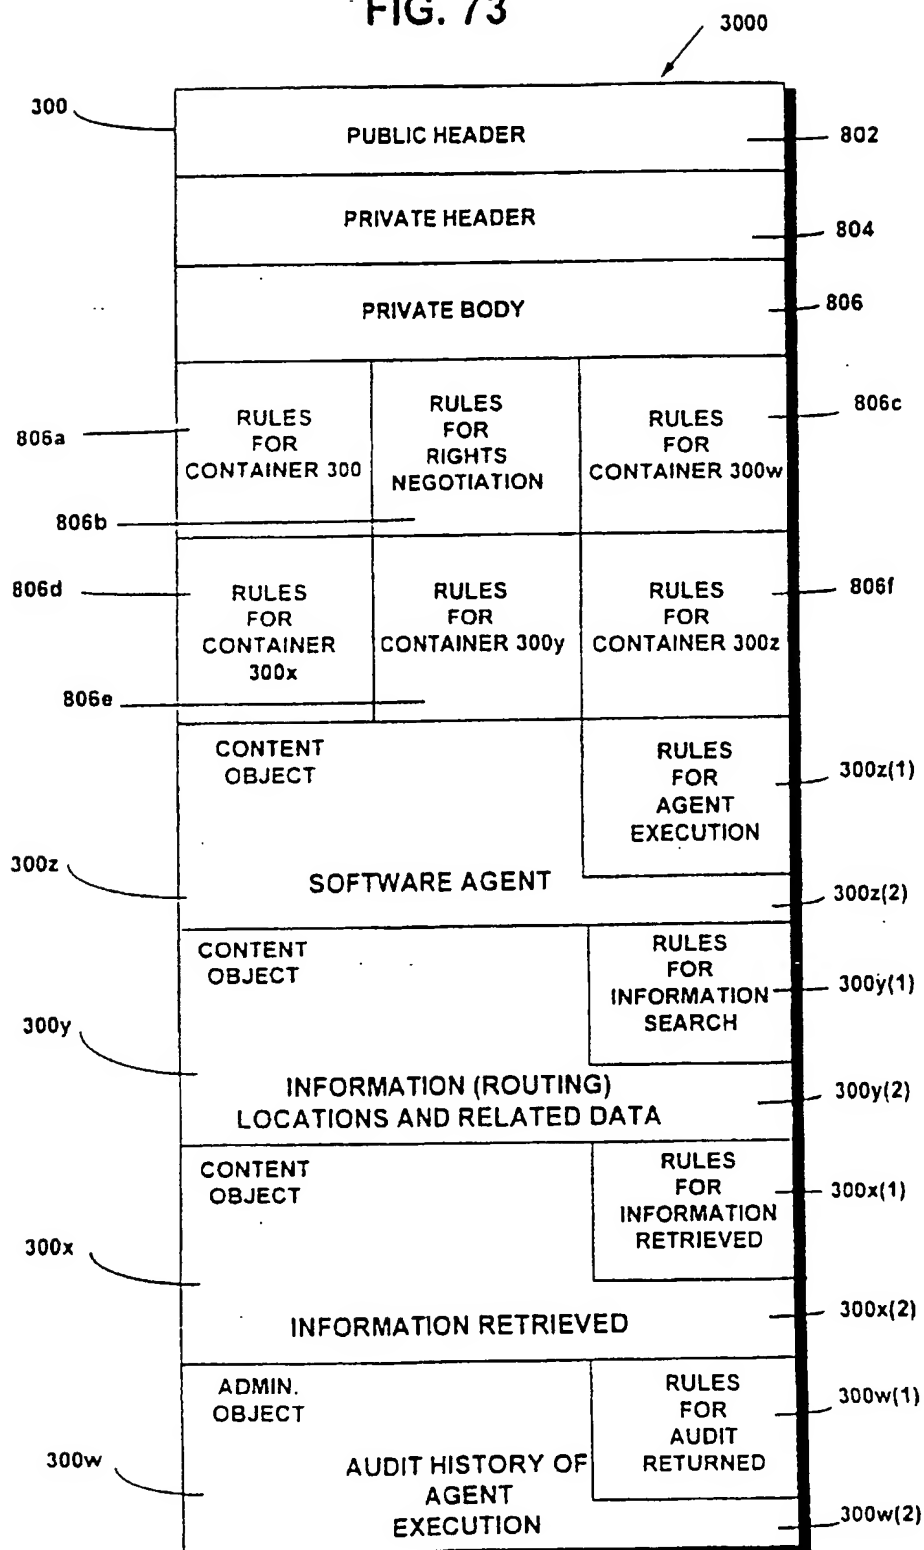 FIG. 73
3000
300
PUBLIC HEADER
802
PRIVATE HEADER
804
PRIVATE BODY
806
806a
RULES
FOR
CONTAINER 300
RULES
FOR
RIGHTS
NEGOTIATION
RULES
FOR
CONTAINER 300w
806c
806b
806d
RULES
FOR
CONTAINER
300x
RULES
FOR
CONTAINER 300y
RULES
FOR
CONTAINER 300z
806f
806e
CONTENT
OBJECT
RULES
FOR
AGENT
EXECUTION
300z(1)
300z
SOFTWARE AGENT
300z(2)
CONTENT
OBJECT
RULES
FOR
INFORMATION
SEARCH
300y(1)
300y
INFORMATION (ROUTING)
LOCATIONS AND RELATED DATA
300y(2)
CONTENT
OBJECT
RULES
FOR
INFORMATION
RETRIEVED
300x(1)
300x
INFORMATION RETRIEVED
300x(2)
ADMIN.
OBJECT
RULES
FOR
AUDIT
RETURNED
300w(1)
300w
AUDIT HISTORY OF
AGENT
EXECUTION
300w(2)